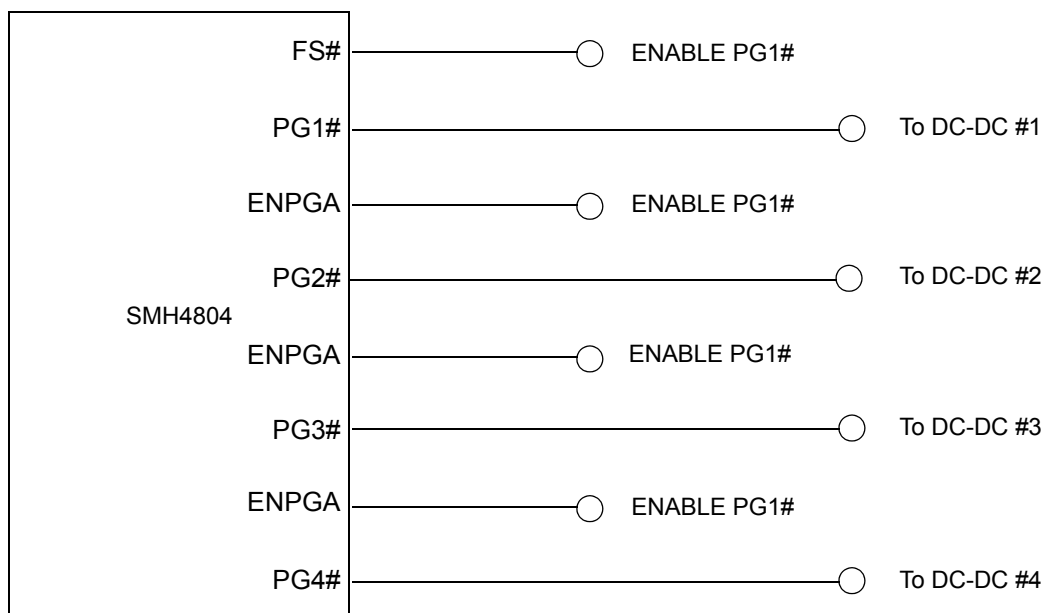 FS# ENABLE PG1#
PG1# To DC-DC #1
ENPGA ENABLE PG1#
PG2# To DC-DC #2
SMH4804
ENPGA ENABLE PG1#
PG3# To DC-DC #3
ENPGA ENABLE PG1#
PG4# To DC-DC #4